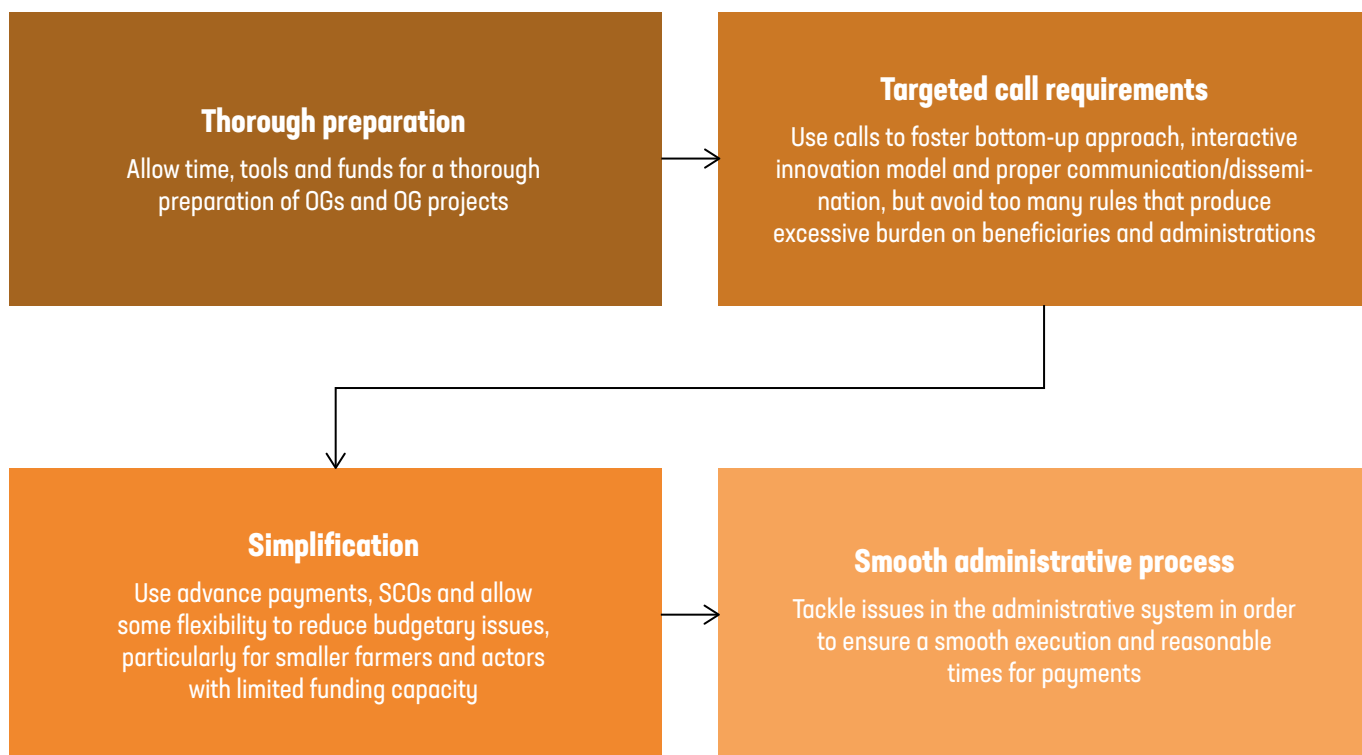 Thorough preparation
Allow time, tools and funds for a thorough
preparation of OGs and OG projects
Targeted call requirements
Use calls to foster bottom-up approach, interactive
innovation model and proper communication/dissemi-
nation, but avoid too many rules that produce
excessive burden on beneficiaries and administrations
Simplification
Use advance payments, SCOs and allow
some flexibility to reduce budgetary issues,
particularly for smaller farmers and actors
with limited funding capacity
Smooth administrative process
Tackle issues in the administrative system in order
to ensure a smooth execution and reasonable
times for payments